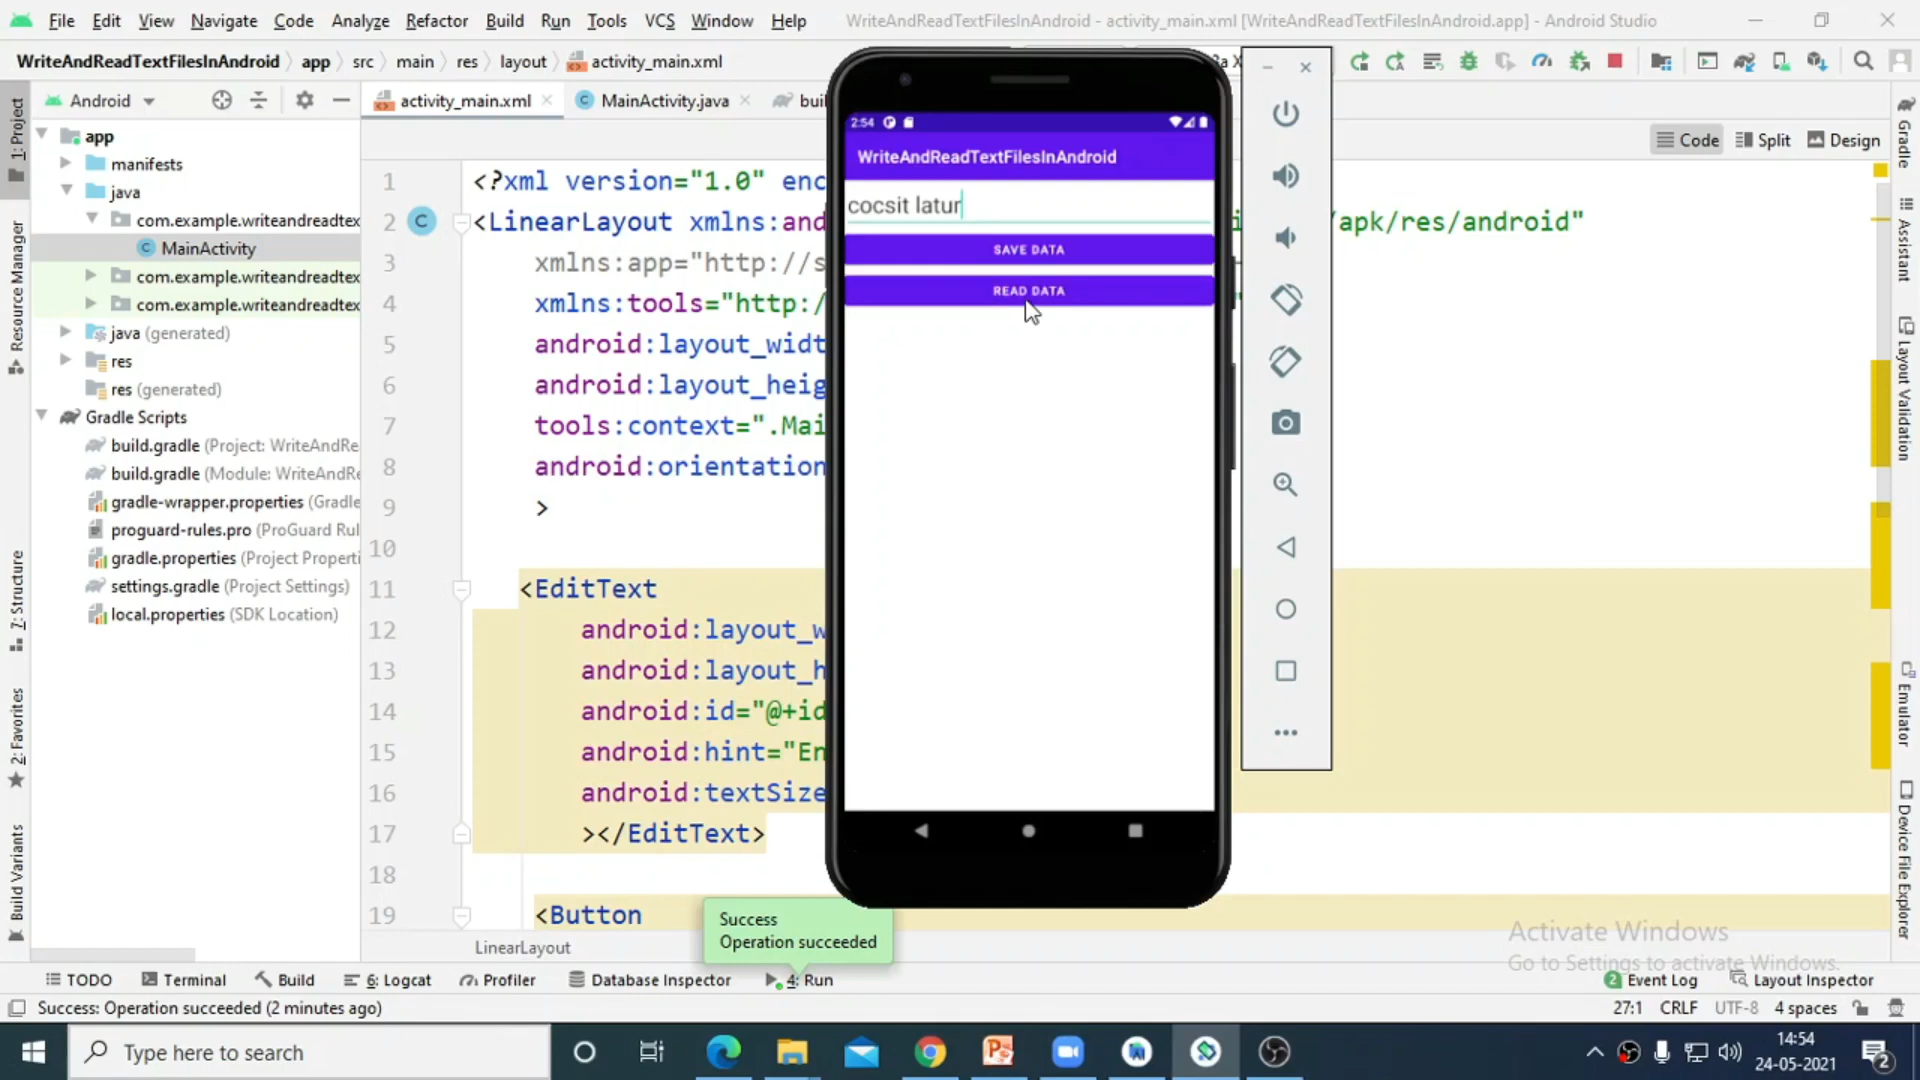 File Edit View Navigate Code Analyze Refactor Build Run Tools VCS Window Help WriteAndReadTextFilesInAndroid - activity_main.xml [WriteAndReadTextFilesInAndroid.app] - Android Studio
WriteAndReadTextFilesInAndroid app src main res layout activity_main.xml
Android activity_main.xml MainActivity.java
Code Split Design
1: Project
Resource Manager
7: Structure
2: Favorites
Build Variants
app
manifests
java
com.example.writeandreadtex
MainActivity
com.example.writeandreadtex
com.example.writeandreadtex
java (generated)
res
res (generated)
Gradle Scripts
build.gradle (Project: WriteAndRe
build.gradle (Module: WriteAndRe
gradle-wrapper.properties (Gradle
proguard-rules.pro (ProGuard Rul
gradle.properties (Project Properti
settings.gradle (Project Settings)
local.properties (SDK Location)
1 <?xml version="1.0" enc
2 <LinearLayout xmlns:and /apk/res/android"
3 xmlns:app="http://s
4 xmlns:tools="http:/
5 android:layout_widt
6 android:layout_heig
7 tools:context=".Mai
8 android:orientation
9 >
10
11 <EditText
12 android:layout_w
13 android:layout_h
14 android:id="@+id
15 android:hint="En
16 android:textSize
17 ></EditText>
18
19 <Button
LinearLayout
2:54
WriteAndReadTextFilesInAndroid
cocsit latur
SAVE DATA
READ DATA
Success
Operation succeeded
Gradle
Assistant
Layout Validation
Emulator
Device File Explorer
Activate Windows
Go to Settings to activate Windows.
TODO Terminal Build 6: Logcat Profiler Database Inspector 4: Run 2 Event Log Layout Inspector
Success: Operation succeeded (2 minutes ago) 27:1 CRLF UTF-8 4 spaces
Type here to search
14:54
24-05-2021
2